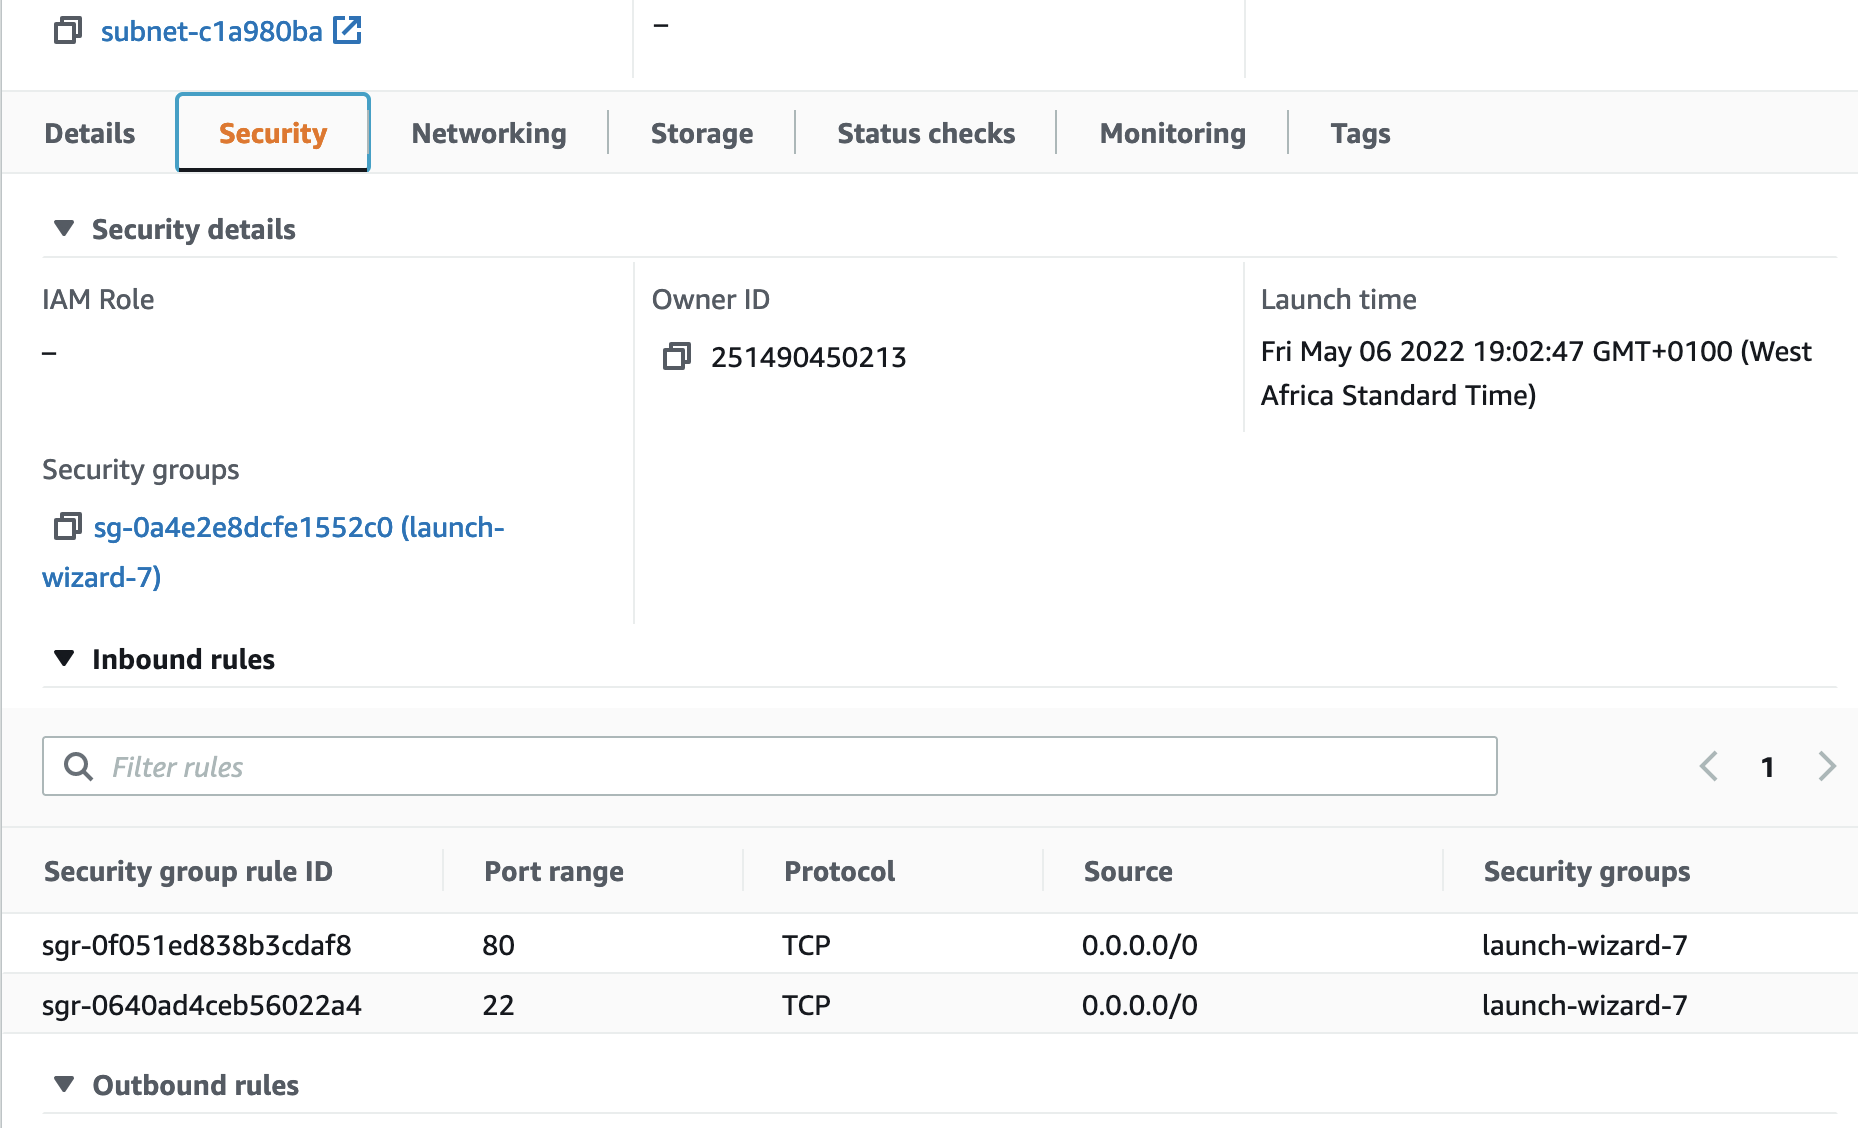 subnet-c1a980ba –
Details Security Networking Storage Status checks Monitoring Tags
Security details
IAM Role Owner ID Launch time
– 251490450213 Fri May 06 2022 19:02:47 GMT+0100 (West
Africa Standard Time)
Security groups
sg-0a4e2e8dcfe1552c0 (launch-
wizard-7)
Inbound rules
Filter rules 1
Security group rule ID Port range Protocol Source Security groups
sgr-0f051ed838b3cdaf8 80 TCP 0.0.0.0/0 launch-wizard-7
sgr-0640ad4ceb56022a4 22 TCP 0.0.0.0/0 launch-wizard-7
Outbound rules